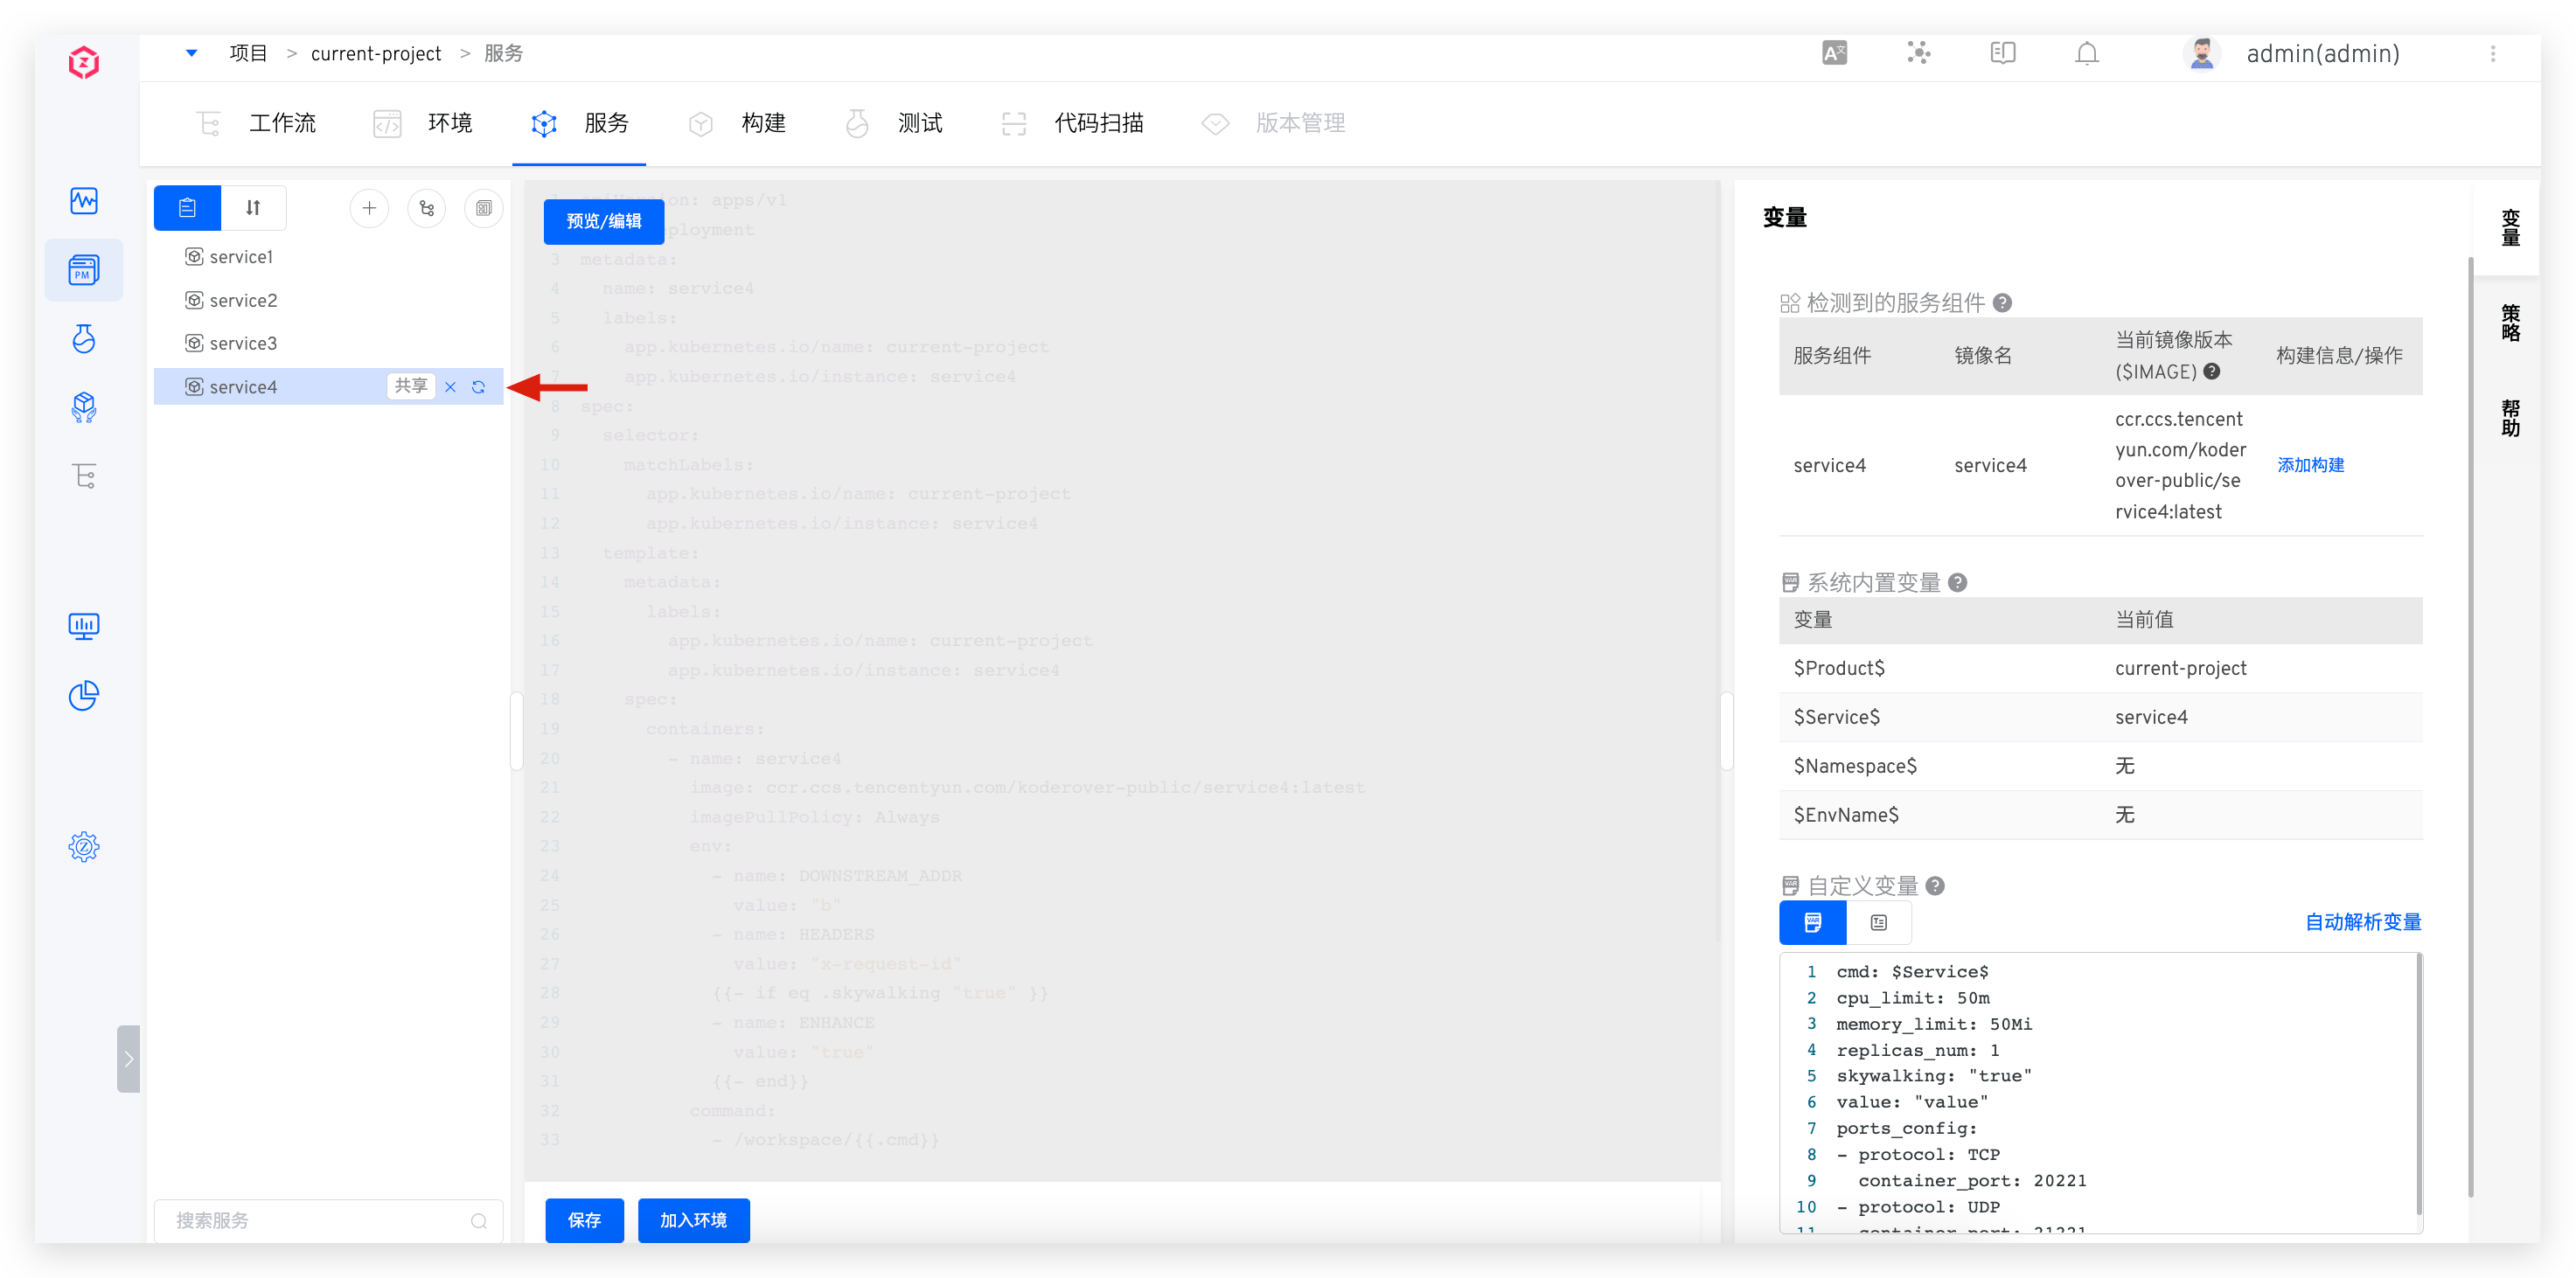 项目 > current-project > 服务
admin(admin)
工作流
环境
服务
构建
测试
代码扫描
版本管理
PM
service1
service2
service3
service4 共享
搜索服务
预览/编辑
: apps/v1
ployment
3 metadata:
4 name: service4
5 labels:
6 app.kubernetes.io/name: current-project
7 app.kubernetes.io/instance: service4
8 spec:
9 selector:
10 matchLabels:
11 app.kubernetes.io/name: current-project
12 app.kubernetes.io/instance: service4
13 template:
14 metadata:
15 labels:
16 app.kubernetes.io/name: current-project
17 app.kubernetes.io/instance: service4
18 spec:
19 containers:
20 - name: service4
21 image: ccr.ccs.tencentyun.com/koderover-public/service4:latest
22 imagePullPolicy: Always
23 env:
24 - name: DOWNSTREAM_ADDR
25 value: "b"
26 - name: HEADERS
27 value: "x-request-id"
28 {{- if eq .skywalking "true" }}
29 - name: ENHANCE
30 value: "true"
31 {{- end}}
32 command:
33 - /workspace/{{.cmd}}
保存
加入环境
变量
检测到的服务组件
服务组件 镜像名 当前镜像版本 ($IMAGE) 构建信息/操作
service4 service4
ccr.ccs.tencent
yun.com/koder
over-public/se
rvice4:latest
添加构建
系统内置变量
变量 当前值
$Product$ current-project
$Service$ service4
$Namespace$ 无
$EnvName$ 无
自定义变量
自动解析变量
1 cmd: $Service$
2 cpu_limit: 50m
3 memory_limit: 50Mi
4 replicas_num: 1
5 skywalking: "true"
6 value: "value"
7 ports_config:
8 - protocol: TCP
9 container_port: 20221
10 - protocol: UDP
11 container_port: 21221
变量
策略
帮助